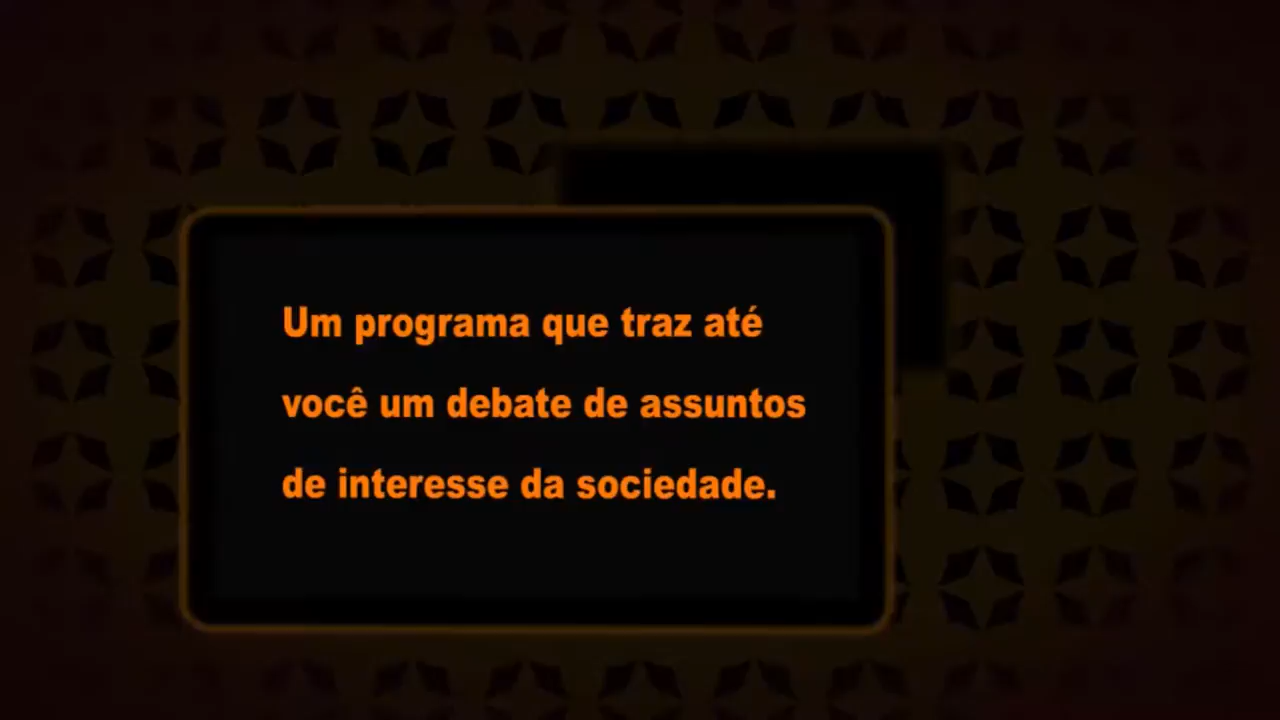 Um programa que traz até
você um debate de assuntos
de interesse da sociedade.